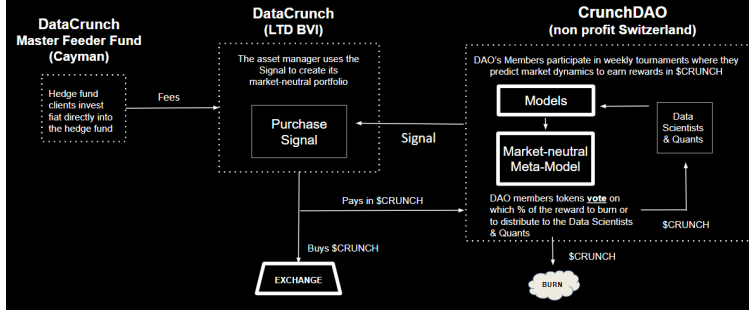 DataCrunch
Master Feeder Fund
(Cayman)
Hedge fund
clients invest
fiat directly into
the hedge fund
Fees
DataCrunch
(LTD BVI)
The asset manager uses the
Signal to create its
market-neutral portfolio
Purchase
Signal
Signal
Pays in $CRUNCH
Buys $CRUNCH
EXCHANGE
CrunchDAO
(non profit Switzerland)
DAO's Members participate in weekly tournaments where they
predict market dynamics to earn rewards in $CRUNCH
Models
Market-neutral
Meta-Model
Data
Scientists
& Quants
DAO members tokens vote on
which % of the reward to burn or
to distribute to the Data Scientists
& Quants
$CRUNCH
$CRUNCH
BURN